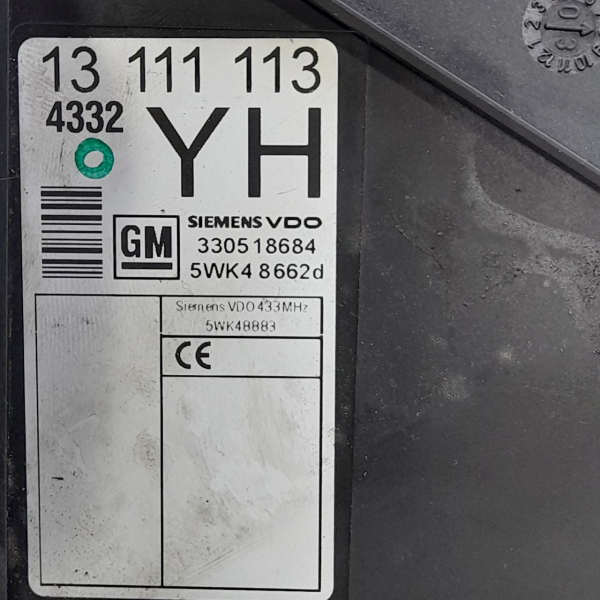 13 111 113
4332
YH
GM
SIEMENS VDO
330518684
5WK4 8662d
Siemens VDO 433MHz
5WK48883
CE